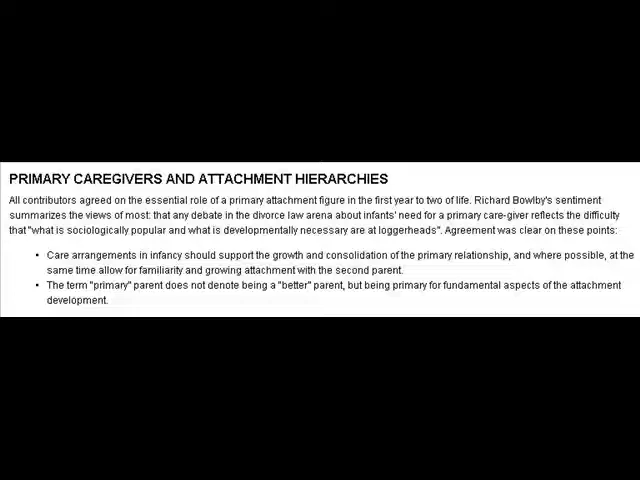 PRIMARY CAREGIVERS AND ATTACHMENT HIERARCHIES
All contributors agreed on the essential role of a primary attachment figure in the first year to two of life. Richard Bowlby's sentiment
summarizes the views of most: that any debate in the divorce law arena about infants' need for a primary care-giver reflects the difficulty
that "what is sociologically popular and what is developmentally necessary are at loggerheads". Agreement was clear on these points:
• Care arrangements in infancy should support the growth and consolidation of the primary relationship, and where possible, at the
same time allow for familiarity and growing attachment with the second parent.
• The term "primary" parent does not denote being a "better" parent, but being primary for fundamental aspects of the attachment
development.